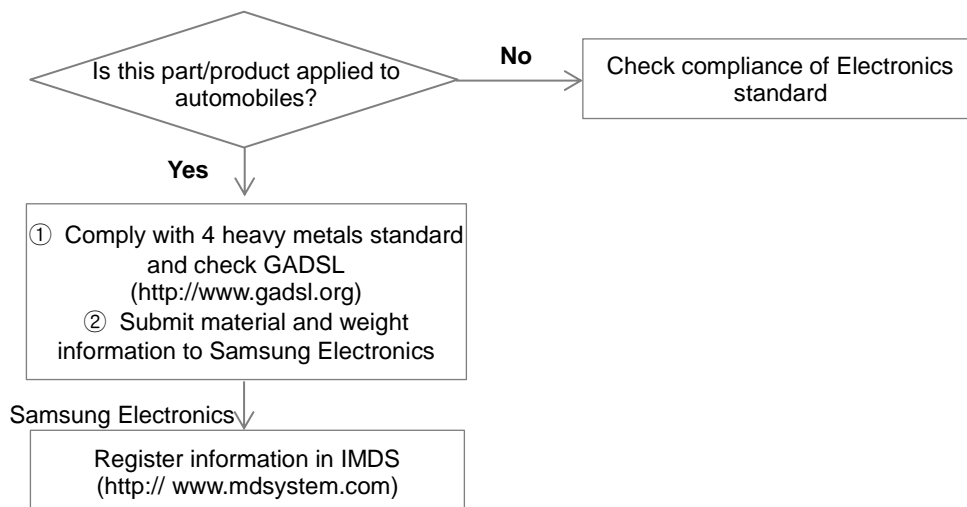 Is this part/product applied to
automobiles?
No
Check compliance of Electronics
standard
Yes
① Comply with 4 heavy metals standard
and check GADSL
(http://www.gadsl.org)
② Submit material and weight
information to Samsung Electronics
Samsung Electronics
Register information in IMDS
(http:// www.mdsystem.com)